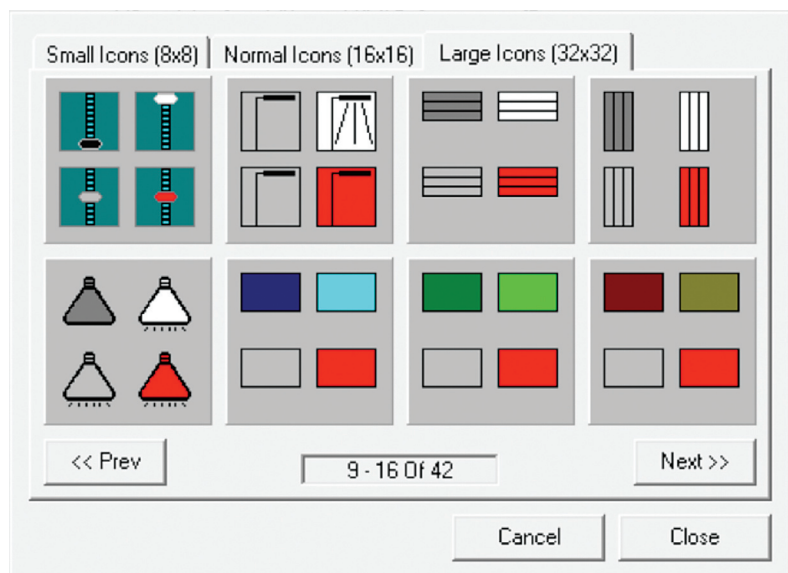 Small Icons (8x8)
Normal Icons (16x16)
Large Icons (32x32)
<< Prev
9 - 16 Of 42
Next >>
Cancel
Close